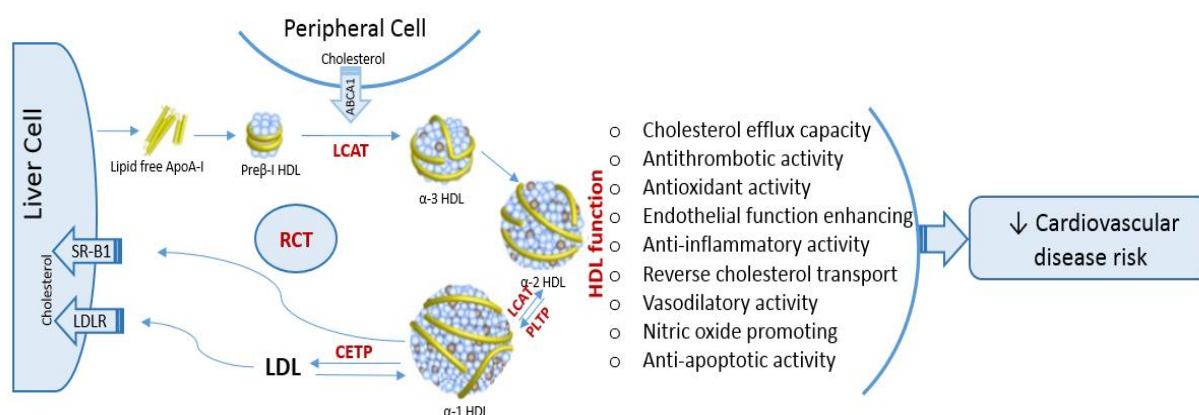 Peripheral Cell
Cholesterol
ABCA1
Liver Cell
Lipid free ApoA-I
Preβ-I HDL
LCAT
α-3 HDL
α-2 HDL
RCT
SR-B1
Cholesterol
LDLR
LCAT
PLTP
CETP
LDL
α-1 HDL
HDL function
○ Cholesterol efflux capacity
○ Antithrombotic activity
○ Antioxidant activity
○ Endothelial function enhancing
○ Anti-inflammatory activity
○ Reverse cholesterol transport
○ Vasodilatory activity
○ Nitric oxide promoting
○ Anti-apoptotic activity
↓ Cardiovascular
disease risk